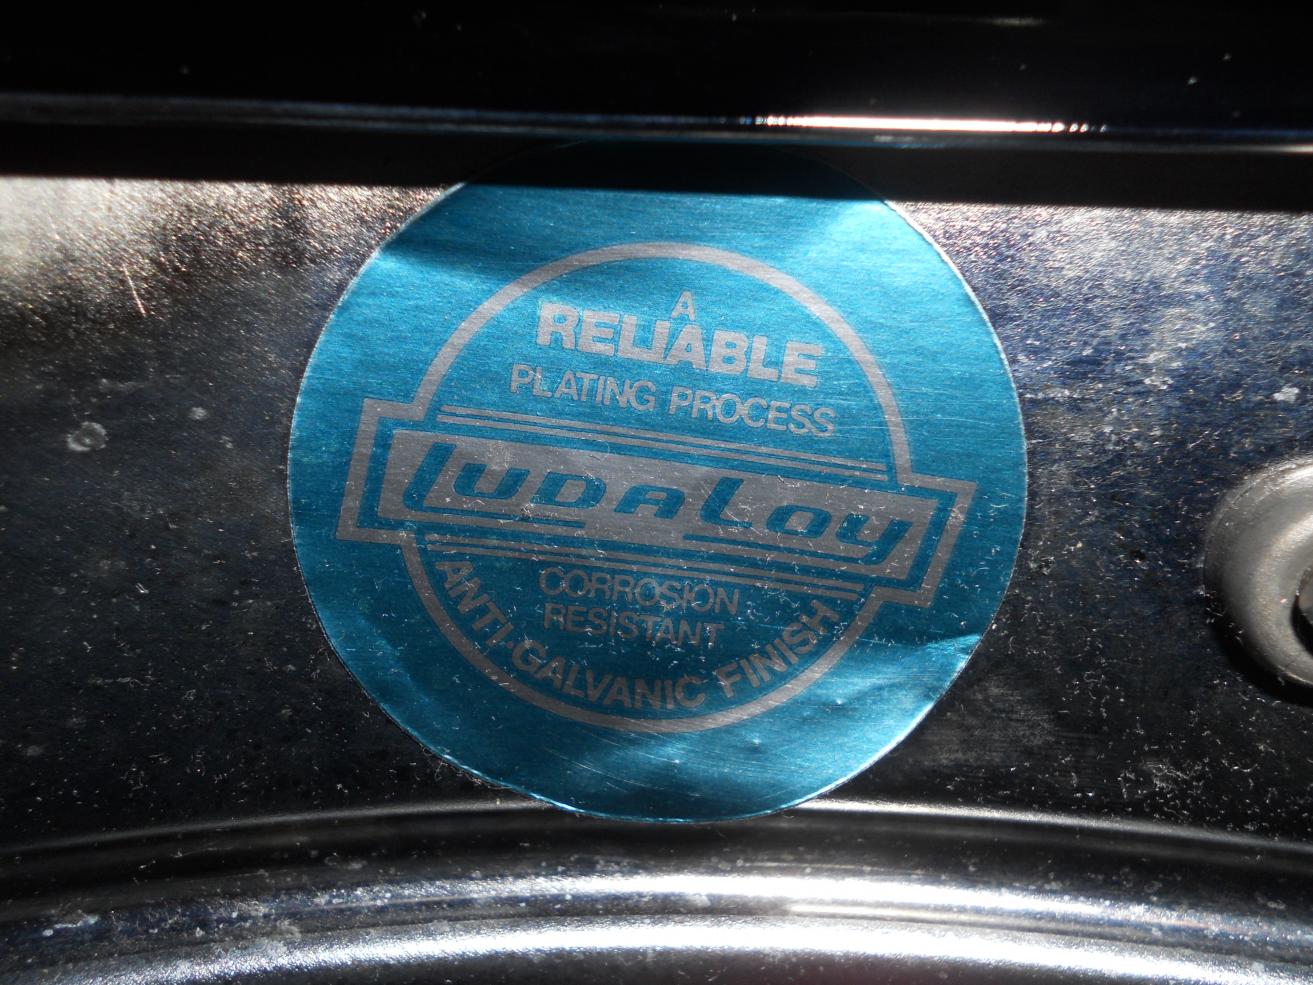 A
RELIABLE
PLATING PROCESS
LUDALOY
CORROSION
RESISTANT
ANTI-GALVANIC FINISH